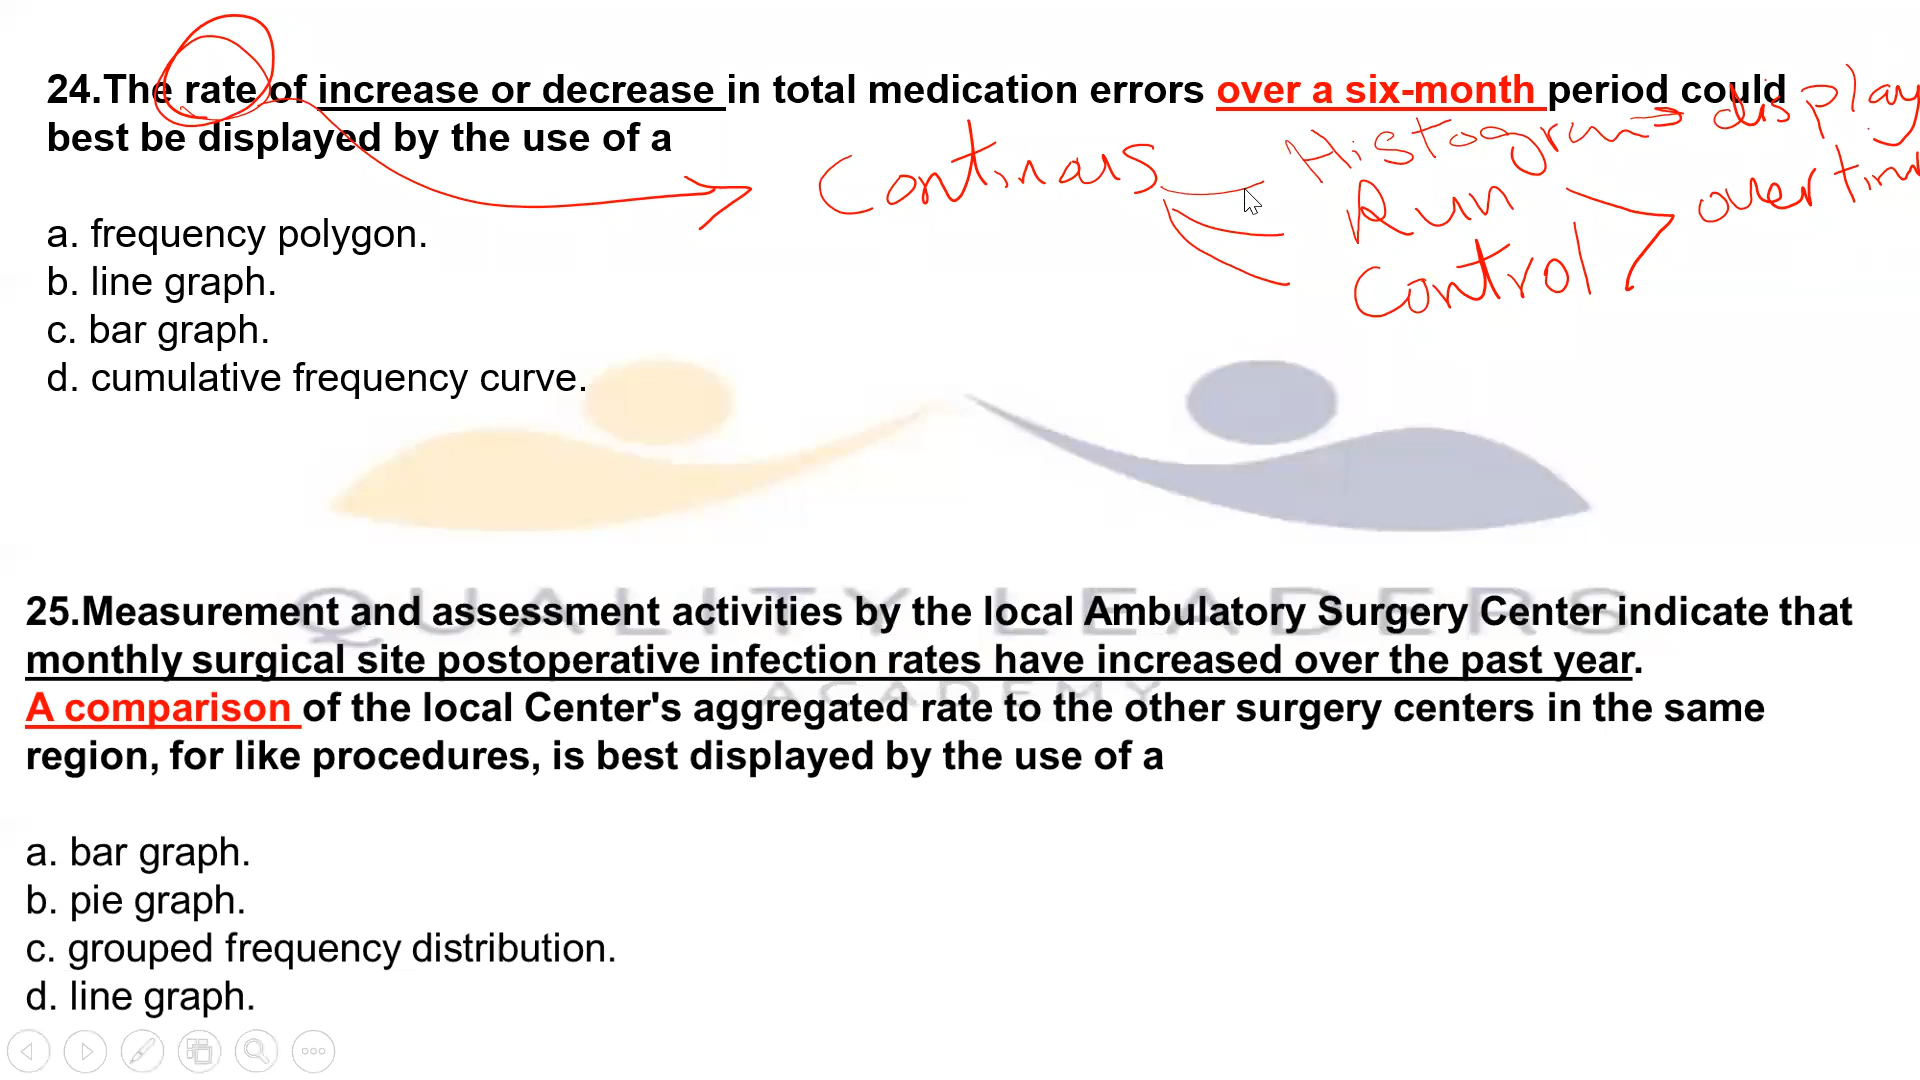 24.The rate of increase or decrease in total medication errors over a six-month period could
best be displayed by the use of a
Continous
Histogram → display
Run
over time
Control
a. frequency polygon.
b. line graph.
c. bar graph.
d. cumulative frequency curve.
QUALITY LEADERS
ACADEMY
25.Measurement and assessment activities by the local Ambulatory Surgery Center indicate that
monthly surgical site postoperative infection rates have increased over the past year.
A comparison of the local Center's aggregated rate to the other surgery centers in the same
region, for like procedures, is best displayed by the use of a
a. bar graph.
b. pie graph.
c. grouped frequency distribution.
d. line graph.